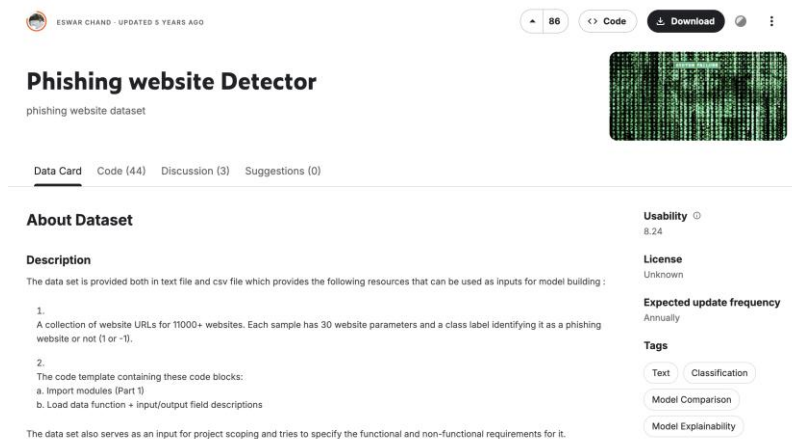 ESWAR CHAND · UPDATED 5 YEARS AGO
86
<> Code
Download
Phishing website Detector
phishing website dataset
SYSTEM FAILURE
Data Card
Code (44)
Discussion (3)
Suggestions (0)
About Dataset
Description
The data set is provided both in text file and csv file which provides the following resources that can be used as inputs for model building :
1.
A collection of website URLs for 11000+ websites. Each sample has 30 website parameters and a class label identifying it as a phishing
website or not (1 or -1).
2.
The code template containing these code blocks:
a. Import modules (Part 1)
b. Load data function + input/output field descriptions
The data set also serves as an input for project scoping and tries to specify the functional and non-functional requirements for it.
Usability
8.24
License
Unknown
Expected update frequency
Annually
Tags
Text
Classification
Model Comparison
Model Explainability